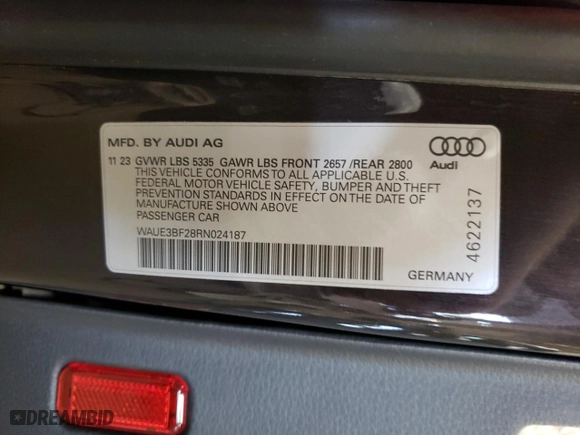 MFD. BY AUDI AG
11 23 GVWR LBS 5335 GAWR LBS FRONT 2657 /REAR 2800
THIS VEHICLE CONFORMS TO ALL APPLICABLE U.S.
FEDERAL MOTOR VEHICLE SAFETY, BUMPER AND THEFT
PREVENTION STANDARDS IN EFFECT ON THE DATE OF
MANUFACTURE SHOWN ABOVE
PASSENGER CAR
WAUE3BF28RN024187
Audi
4622137
GERMANY
DREAMBID